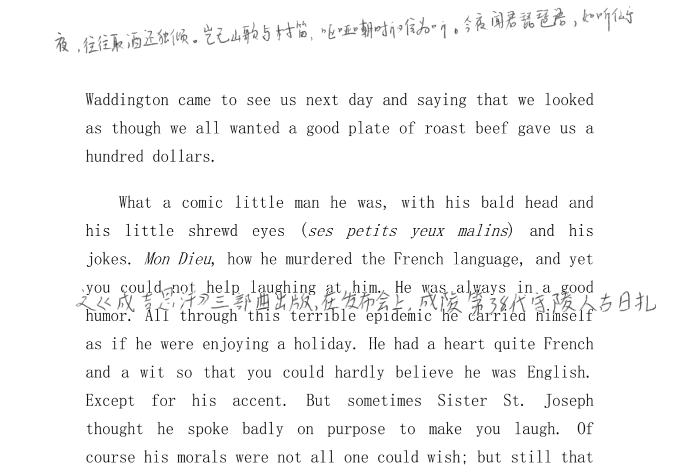 夜，往往取酒还独倾。岂无山歌与村笛，呕哑嘲哳难为听。今夜闻君琵琶语，如听仙乐
Waddington came to see us next day and saying that we looked
as though we all wanted a good plate of roast beef gave us a
hundred dollars.
What a comic little man he was, with his bald head and
his little shrewd eyes (ses petits yeux malins) and his
jokes. Mon Dieu, how he murdered the French language, and yet
you could not help laughing at him. He was always in a good
文《成吉思汗》三部曲出版，在发布会上，成陵第38代守陵人古日扎
humor. All through this terrible epidemic he carried himself
as if he were enjoying a holiday. He had a heart quite French
and a wit so that you could hardly believe he was English.
Except for his accent. But sometimes Sister St. Joseph
thought he spoke badly on purpose to make you laugh. Of
course his morals were not all one could wish; but still that